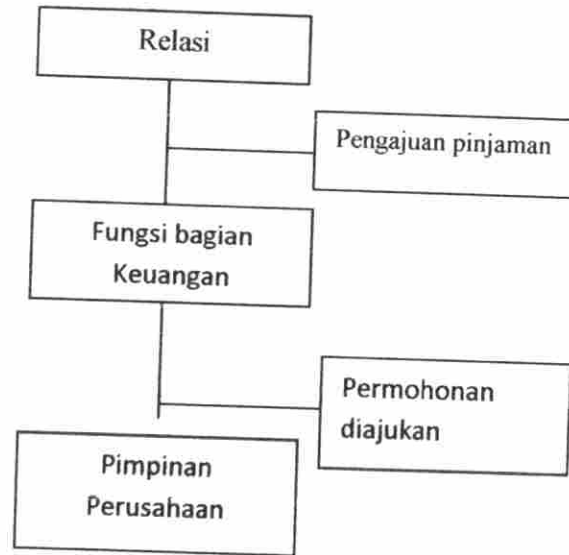 Relasi
Pengajuan pinjaman
Fungsi bagian
Keuangan
Permohonan
diajukan
Pimpinan
Perusahaan